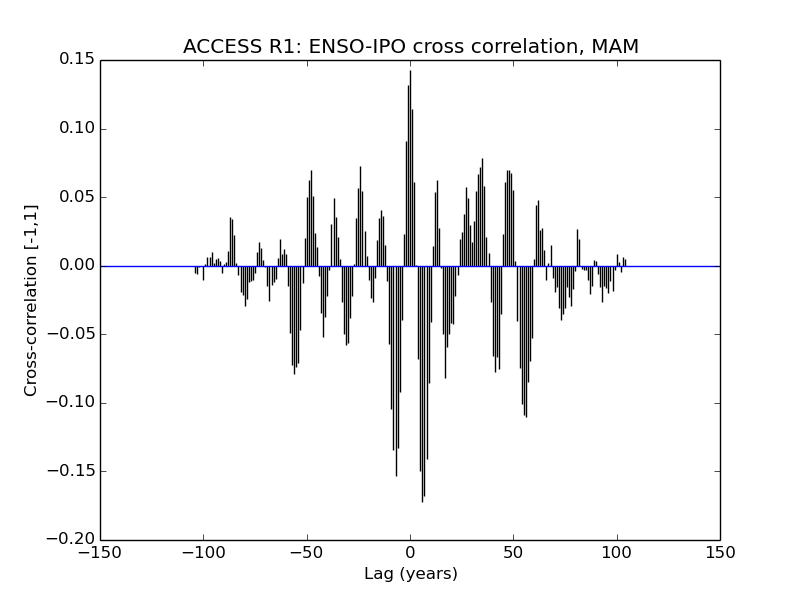 ACCESS R1: ENSO-IPO cross correlation, MAM
0.15
0.10
0.05
0.00
−0.05
−0.10
−0.15
−0.20
Cross-correlation [-1,1]
−150 −100 −50 0 50 100 150
Lag (years)